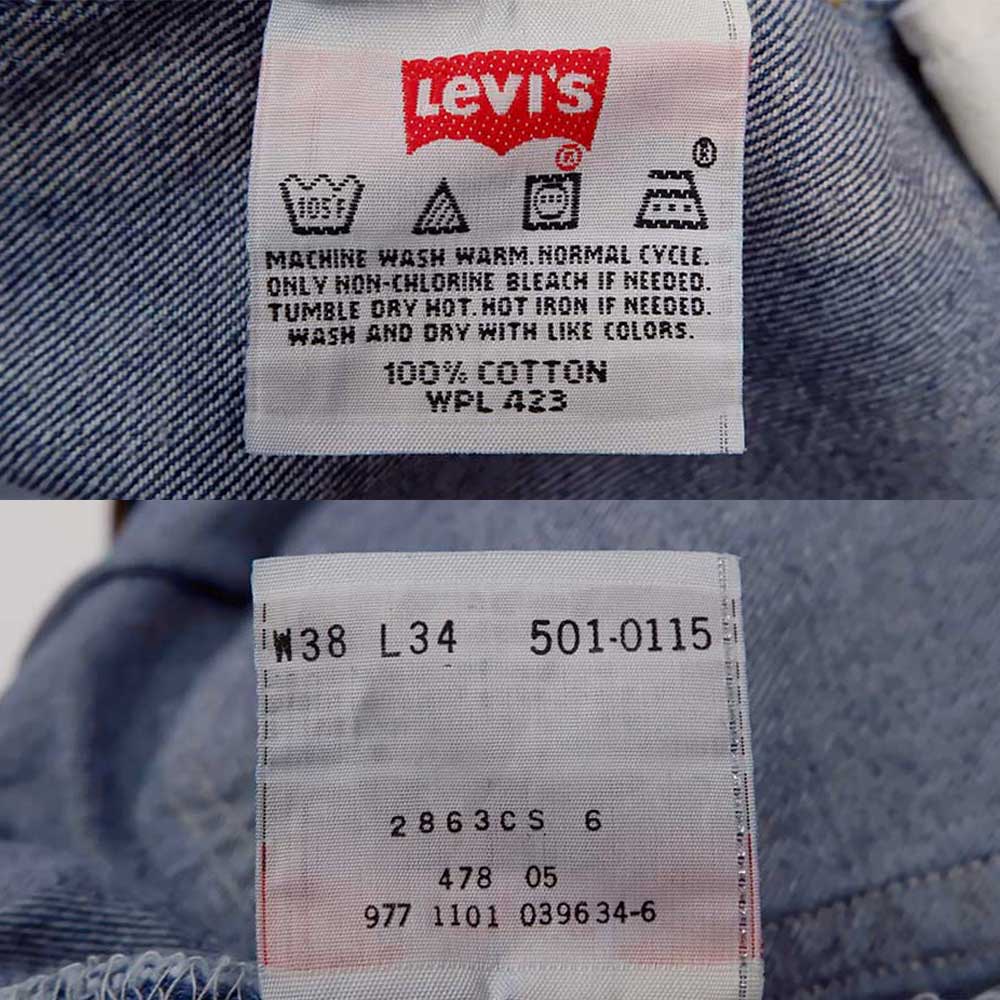 Levi's
®
®
105F
MACHINE WASH WARM. NORMAL CYCLE.
ONLY NON-CHLORINE BLEACH IF NEEDED.
TUMBLE DRY HOT. HOT IRON IF NEEDED.
WASH AND DRY WITH LIKE COLORS.
100% COTTON
WPL 423
W38 L34 501-0115
2863CS 6
478 05
977 1101 039634-6